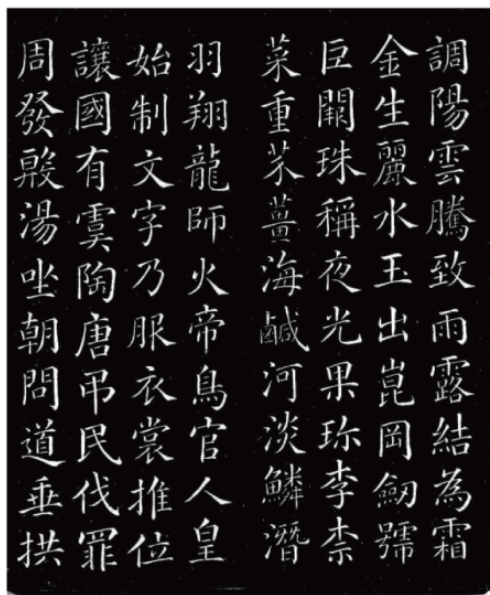 調陽雲騰致雨露結為霜
金生麗水玉出崑岡劒號
巨闕珠稱夜光果珎李柰
菜重芥薑海鹹河淡鱗潛
羽翔龍師火帝鳥官人皇
始制文字乃服衣裳推位
讓國有虞陶唐吊民伐罪
周發殷湯坐朝問道垂拱